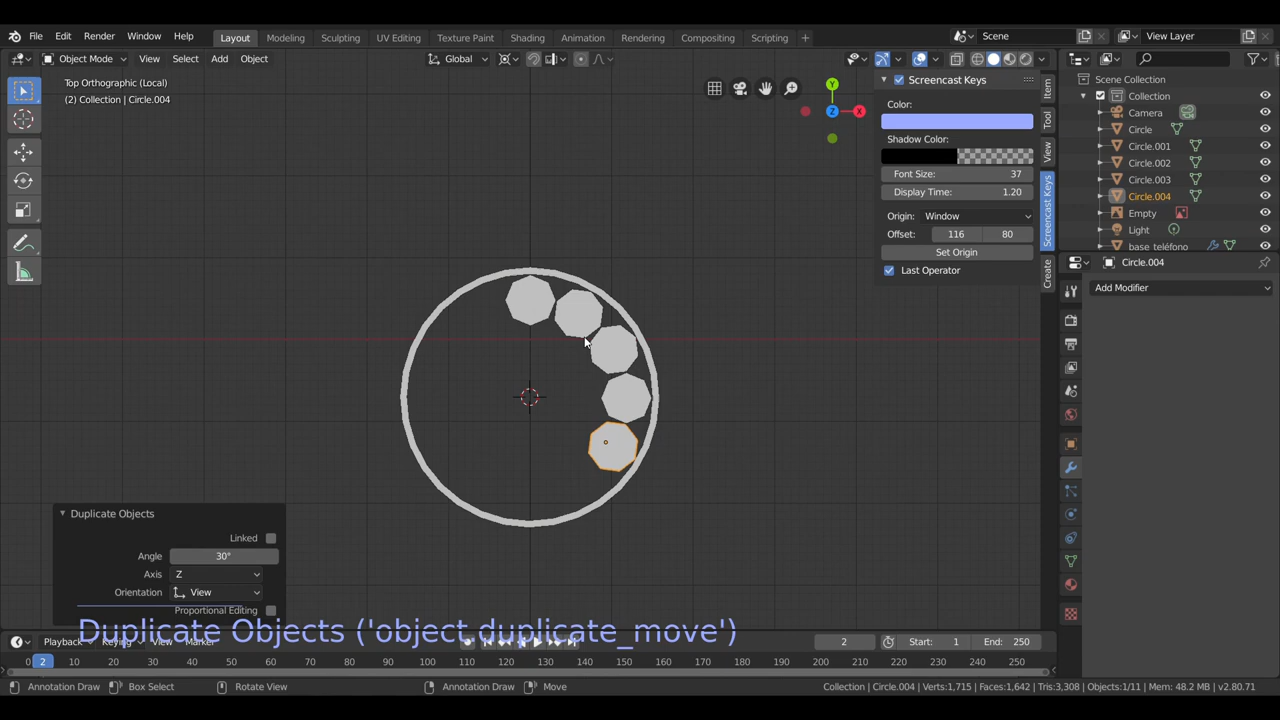 File Edit Render Window Help Layout Modeling Sculpting UV Editing Texture Paint Shading Animation Rendering Compositing Scripting + Scene View Layer
Object Mode View Select Add Object Global
Top Orthographic (Local)
(2) Collection | Circle.004
Y
Z X
Screencast Keys
Color:
Shadow Color:
Font Size: 37
Display Time: 1.20
Origin: Window
Offset: 116 80
Set Origin
Last Operator
Item
Tool
View
Screencast Keys
Create
Scene Collection
Collection
Camera
Circle
Circle.001
Circle.002
Circle.003
Circle.004
Empty
Light
base_teléfono
Circle.004
Add Modifier
Duplicate Objects
Linked
Angle 30°
Axis Z
Orientation View
Proportional Editing
Duplicate Objects ('object.duplicate_move')
Playback Keying View Marker 2 Start: 1 End: 250
0 2 10 20 30 40 50 60 70 80 90 100 110 120 130 140 150 160 170 180 190 200 210 220 230 240 250
Annotation Draw Box Select Rotate View Annotation Draw Move Collection | Circle.004 | Verts:1,715 | Faces:1,642 | Tris:3,308 | Objects:1/11 | Mem: 48.2 MB | v2.80.71